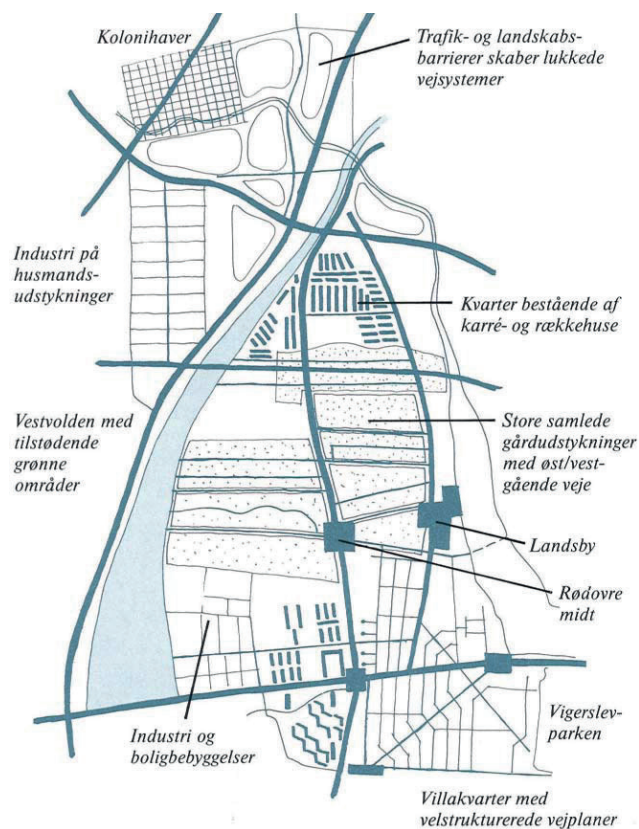 Kolonihaver
Trafik- og landskabs-
barrierer skaber lukkede
vejsystemer
Industri på
husmands-
udstykninger
Kvarter bestående af
karré- og rækkehuse
Vestvolden med
tilstødende
grønne
områder
Store samlede
gårdudstykninger
med øst/vest-
gående veje
Landsby
Rødovre
midt
Industri og
boligbebyggelser
Vigerslev-
parken
Villakvarter med
velstrukturerede vejplaner